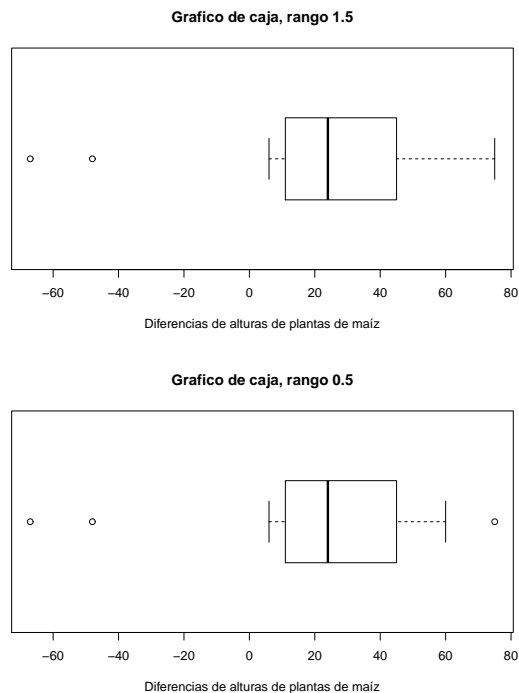 Grafico de caja, rango 1.5
−60 −40 −20 0 20 40 60 80
Diferencias de alturas de plantas de maíz
Grafico de caja, rango 0.5
−60 −40 −20 0 20 40 60 80
Diferencias de alturas de plantas de maíz